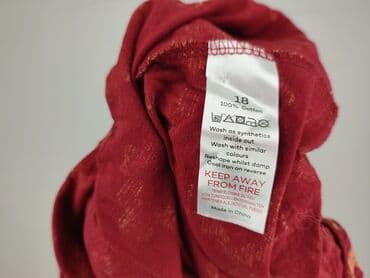 18
100% Cotton
Wash as synthetics
inside out
Wash with similar
colours
Reshape whilst damp
Cool iron on reverse
KEEP AWAY
FROM FIRE
Made in China